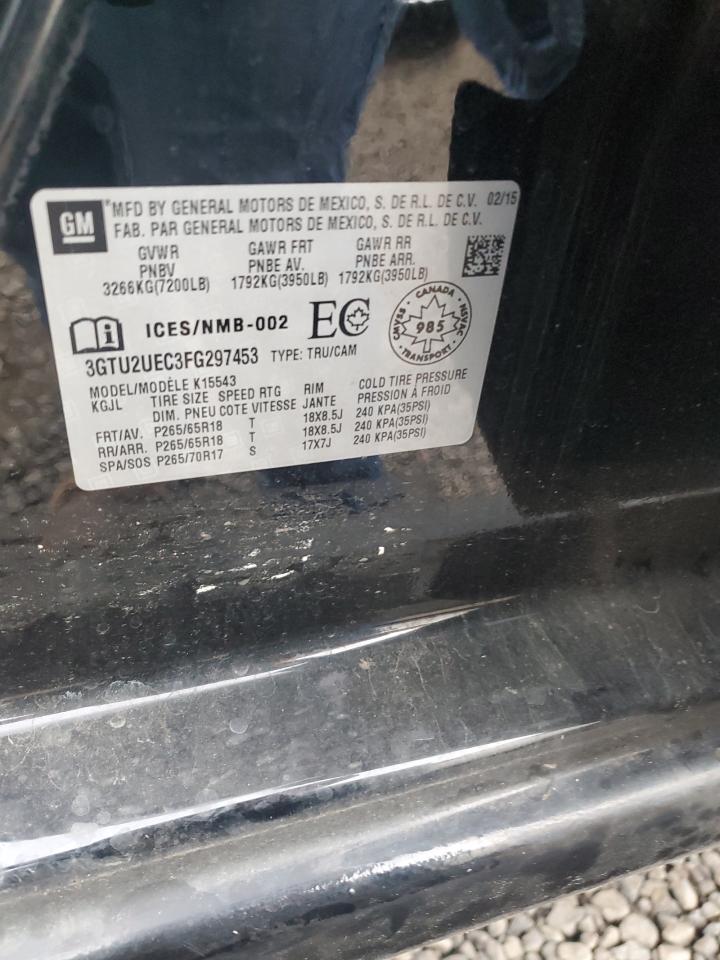 GM
*MFD BY GENERAL MOTORS DE MEXICO, S. DE R.L. DE C.V. 02/15
FAB. PAR GENERAL MOTORS DE MEXICO, S. DE R.L. DE C.V.
GVWR GAWR FRT GAWR RR
PNBV PNBE AV. PNBE ARR.
3266KG(7200LB) 1792KG(3950LB) 1792KG(3950LB)
ICES/NMB-002 EC
CANADA
CMVSS 985 NSVAC
TRANSPORT
3GTU2UEC3FG297453 TYPE: TRU/CAM
MODEL/MODÈLE K15543
KGJL TIRE SIZE SPEED RTG RIM COLD TIRE PRESSURE
DIM. PNEU COTE VITESSE JANTE PRESSION À FROID
FRT/AV. P265/65R18 T 18X8.5J 240 KPA(35PSI)
RR/ARR. P265/65R18 T 18X8.5J 240 KPA(35PSI)
SPA/SOS P265/70R17 S 17X7J 240 KPA(35PSI)